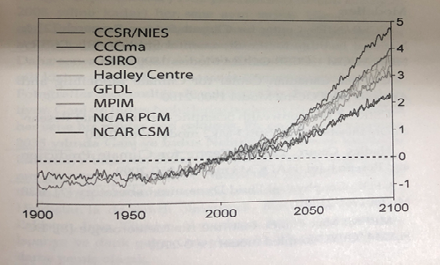 CCSR/NIES
CCCma
CSIRO
Hadley Centre
GFDL
MPIM
NCAR PCM
NCAR CSM
5
4
3
2
1
0
-1
1900 1950 2000 2050 2100